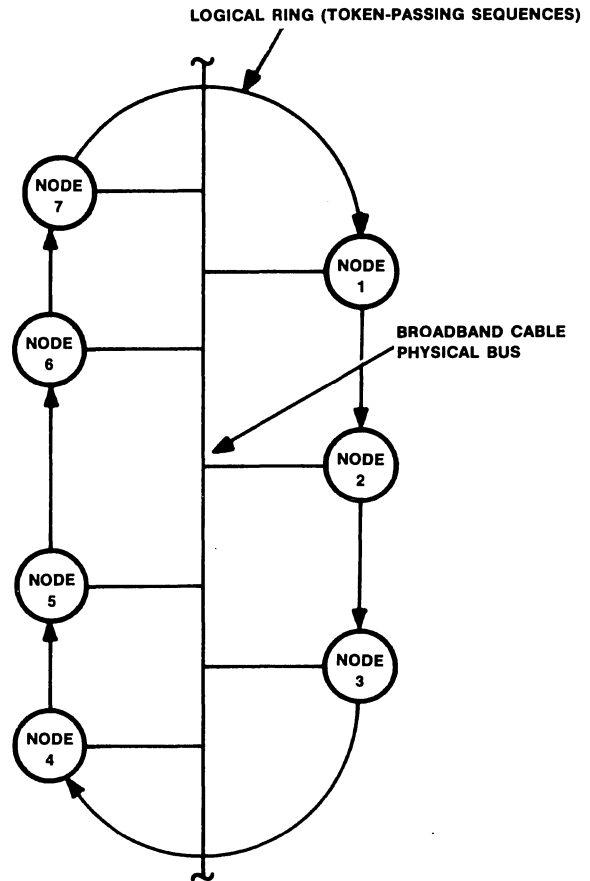 LOGICAL RING (TOKEN-PASSING SEQUENCES)
NODE
7
NODE
1
NODE
6
BROADBAND CABLE
PHYSICAL BUS
NODE
2
NODE
5
NODE
3
NODE
4